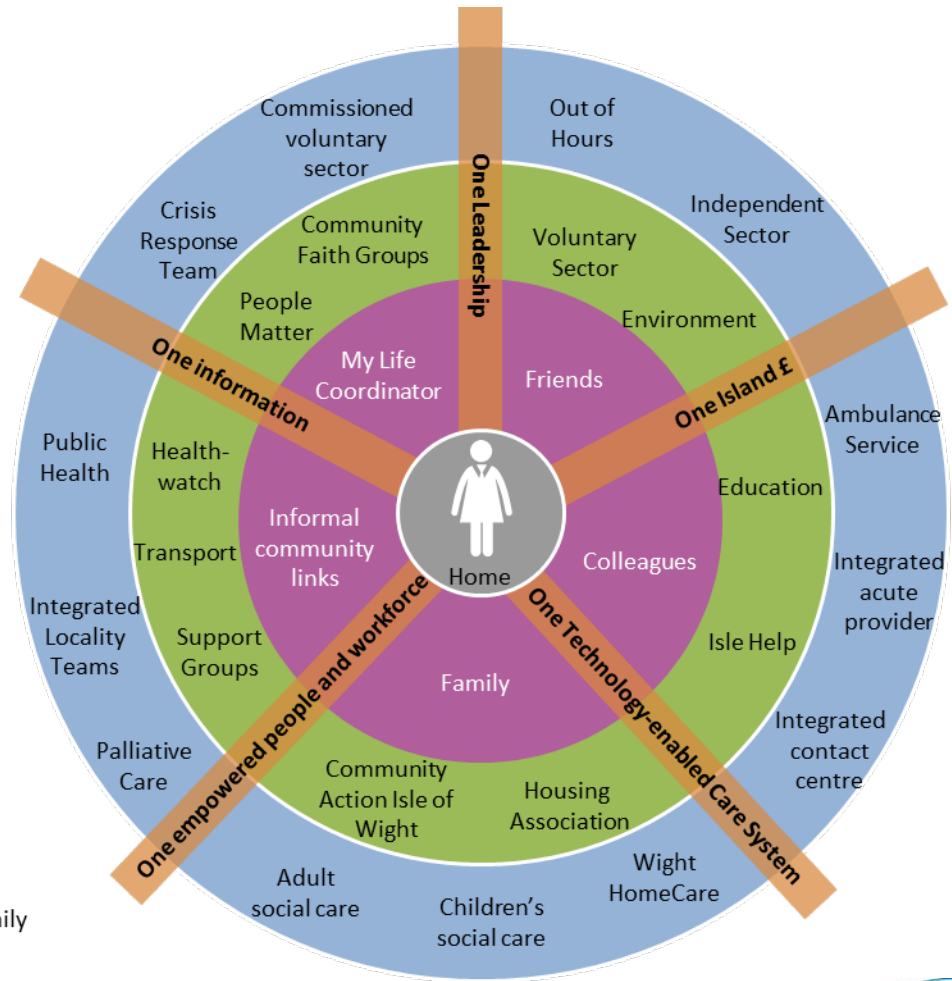 Commissioned
voluntary
sector
Out of
Hours
Crisis
Response
Team
Independent
Sector
One Leadership
Community
Faith Groups
Voluntary
Sector
People
Matter
Environment
One information
My Life
Coordinator
Friends
One Island £
Public
Health
Health-
watch
Ambulance
Service
Education
Informal
community
links
Home
Colleagues
Transport
Integrated
acute
provider
Integrated
Locality
Teams
Support
Groups
Isle Help
Family
One empowered people and workforce
One Technology-enabled Care System
Palliative
Care
Integrated
contact
centre
Community
Action Isle of
Wight
Housing
Association
Adult
social care
Children's
social care
Wight
HomeCare